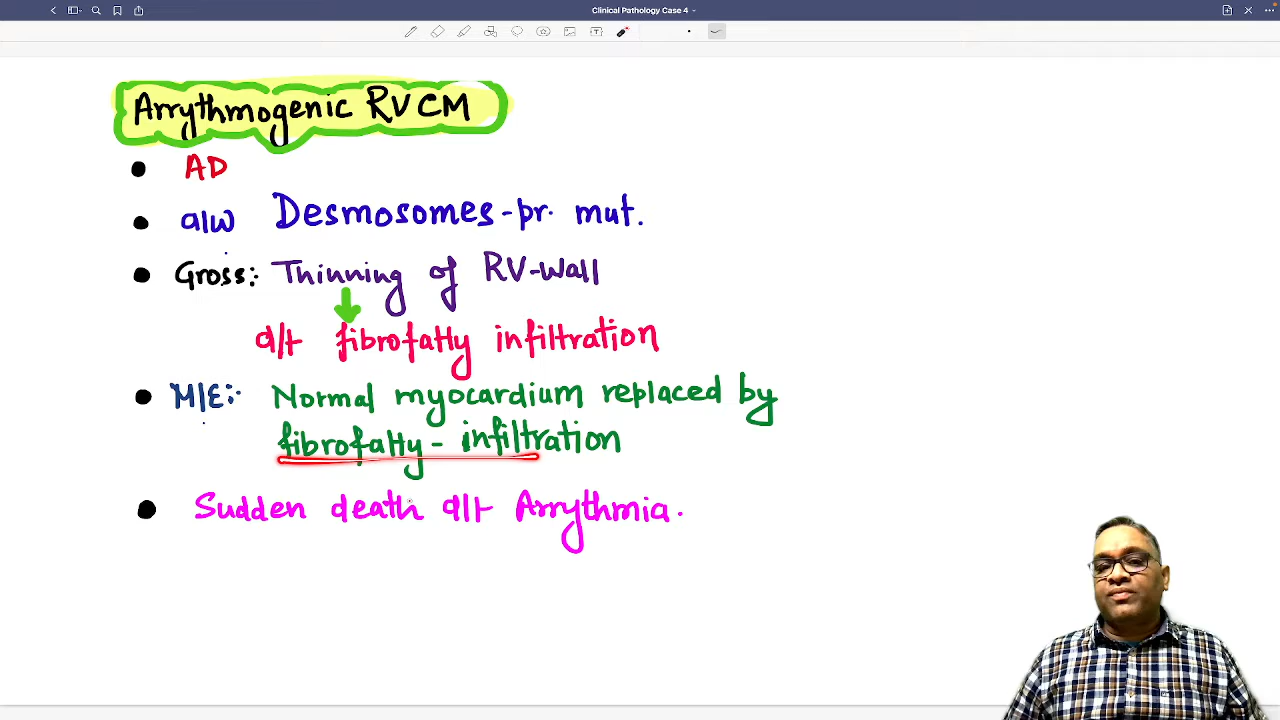 Clinical Pathology Case 4
Arrythmogenic RVCM
AD
a/w Desmosomes-pr. mut.
Gross: Thinning of RV-wall
d/t fibrofatty infiltration
M/E: Normal myocardium replaced by
fibrofatty-infiltration
Sudden death d/t Arrythmia.